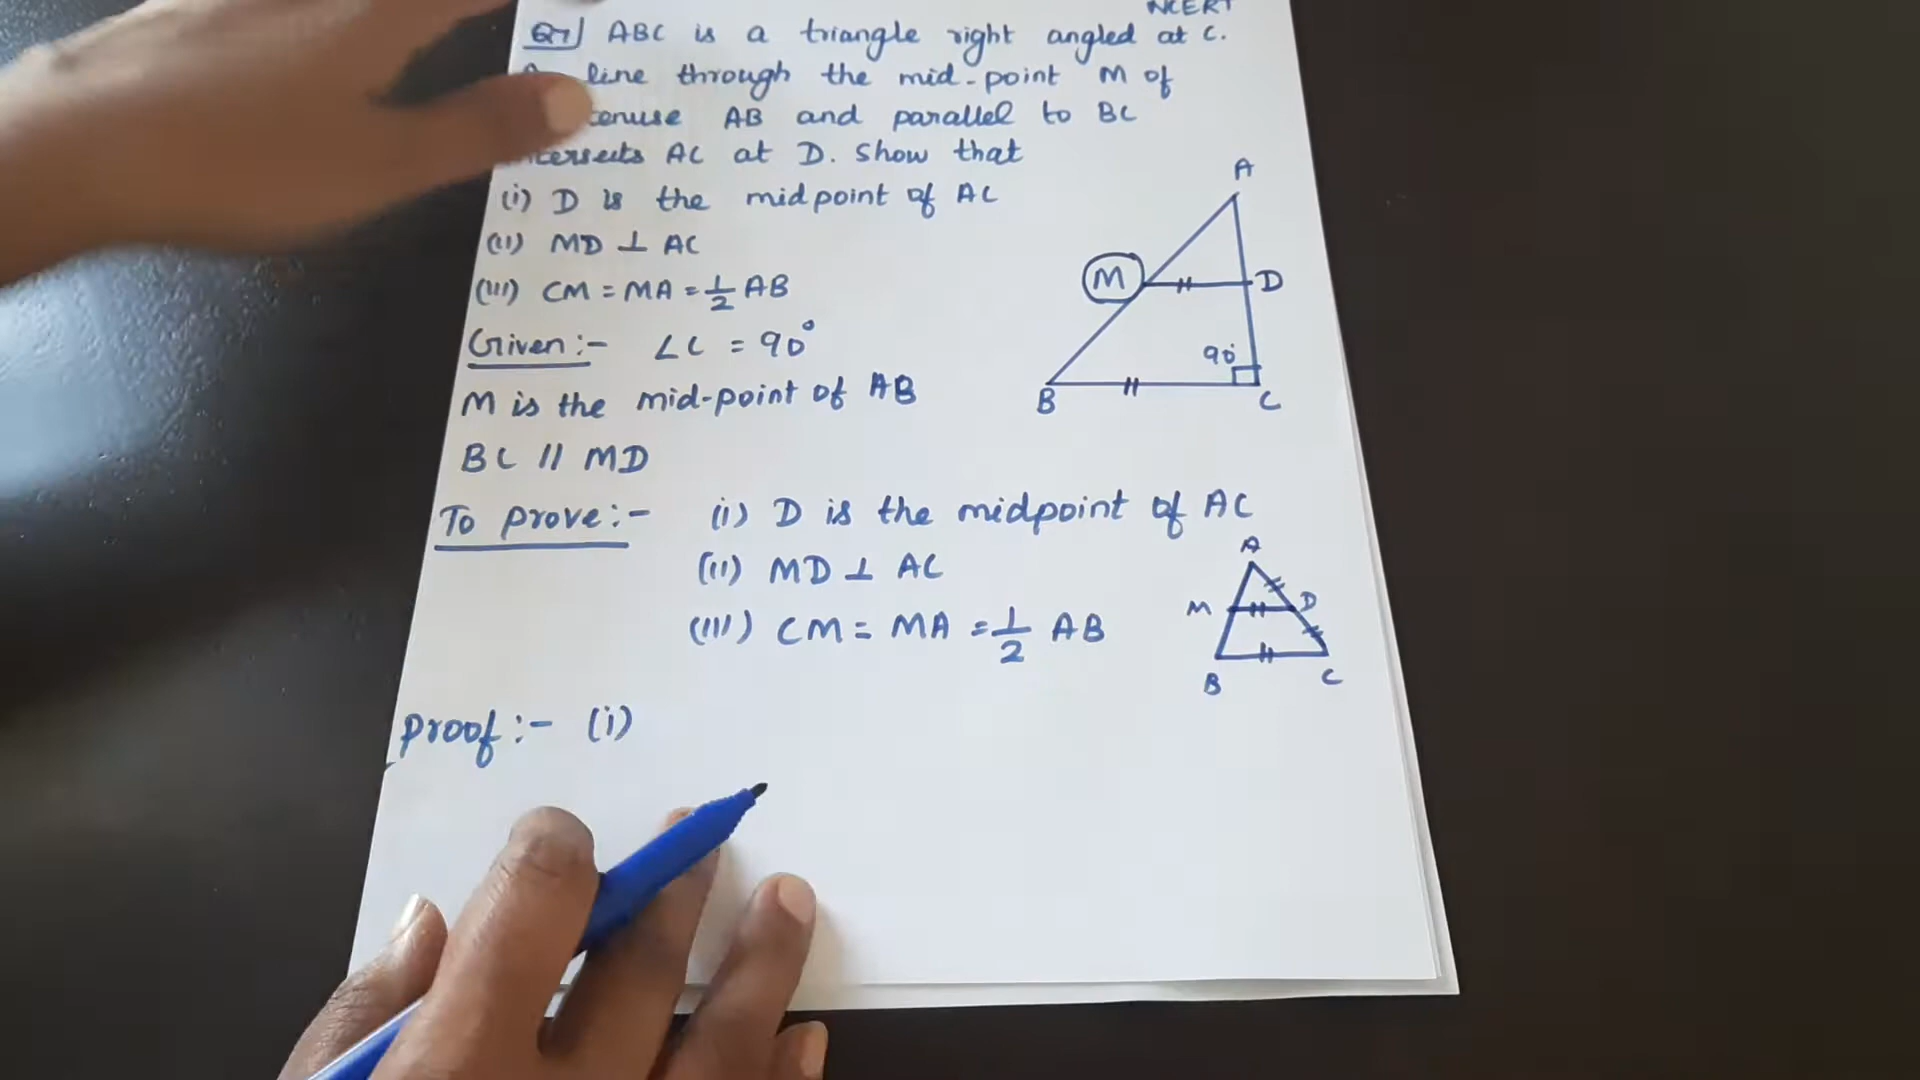 NCERT
Q7) ABC is a triangle right angled at C.
line through the mid-point M of
AB and parallel to BC
AC at D. Show that
(i) D is the midpoint of AC
(ii) MD ⊥ AC
(iii) CM = MA = 1/2 AB
Given:- ∠C = 90°
M is the mid-point of AB
BC // MD
To prove:- (i) D is the midpoint of AC
(ii) MD ⊥ AC
(iii) CM = MA = 1/2 AB
Proof:- (i)
A
M
D
90°
B
C
A
M
D
B
C